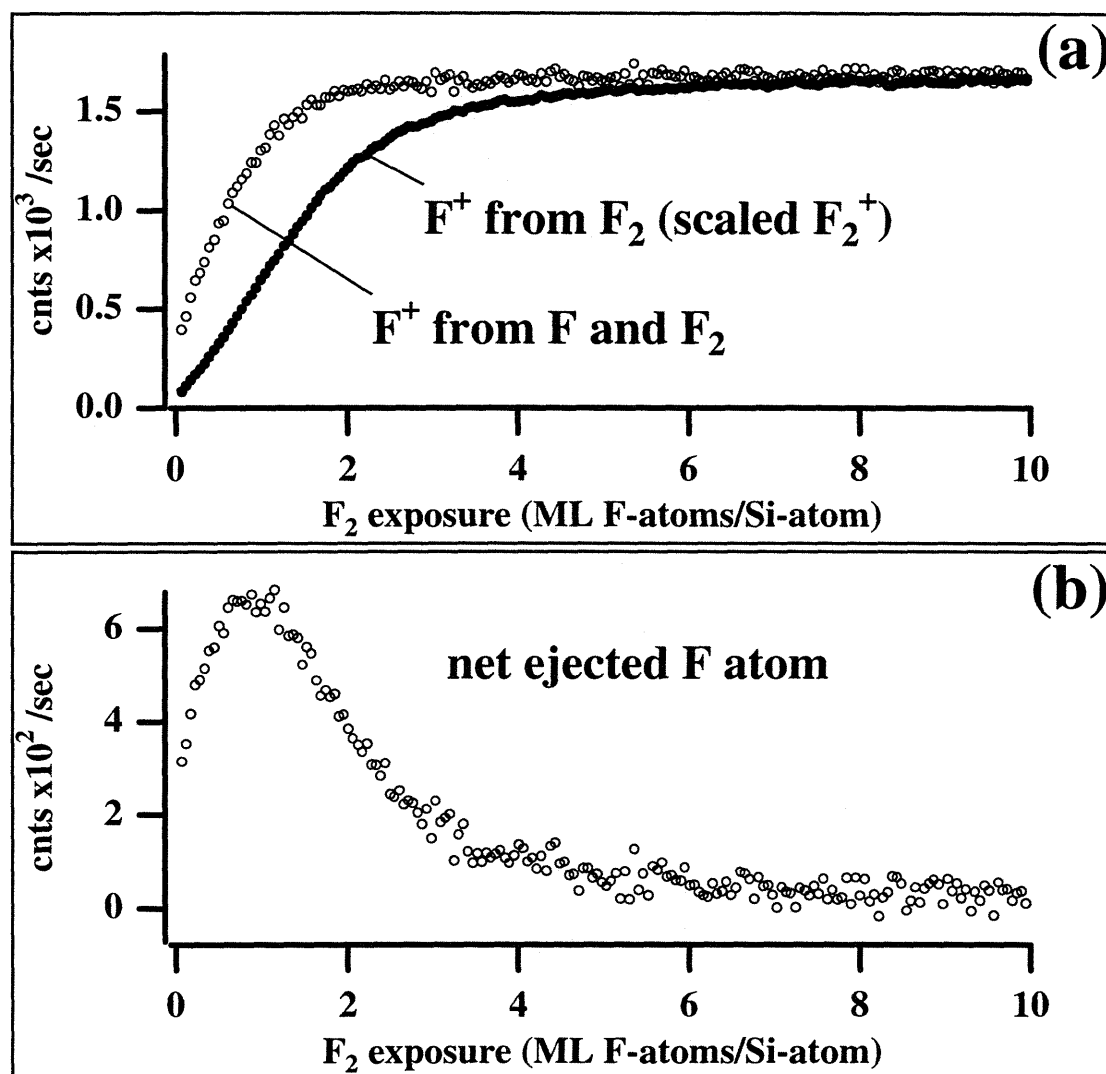 (a)
cnts x10³ /sec
1.5
1.0
0.5
0.0
F⁺ from F₂ (scaled F₂⁺)
F⁺ from F and F₂
0 2 4 6 8 10
F₂ exposure (ML F-atoms/Si-atom)
(b)
cnts x10² /sec
6
4
2
0
net ejected F atom
0 2 4 6 8 10
F₂ exposure (ML F-atoms/Si-atom)